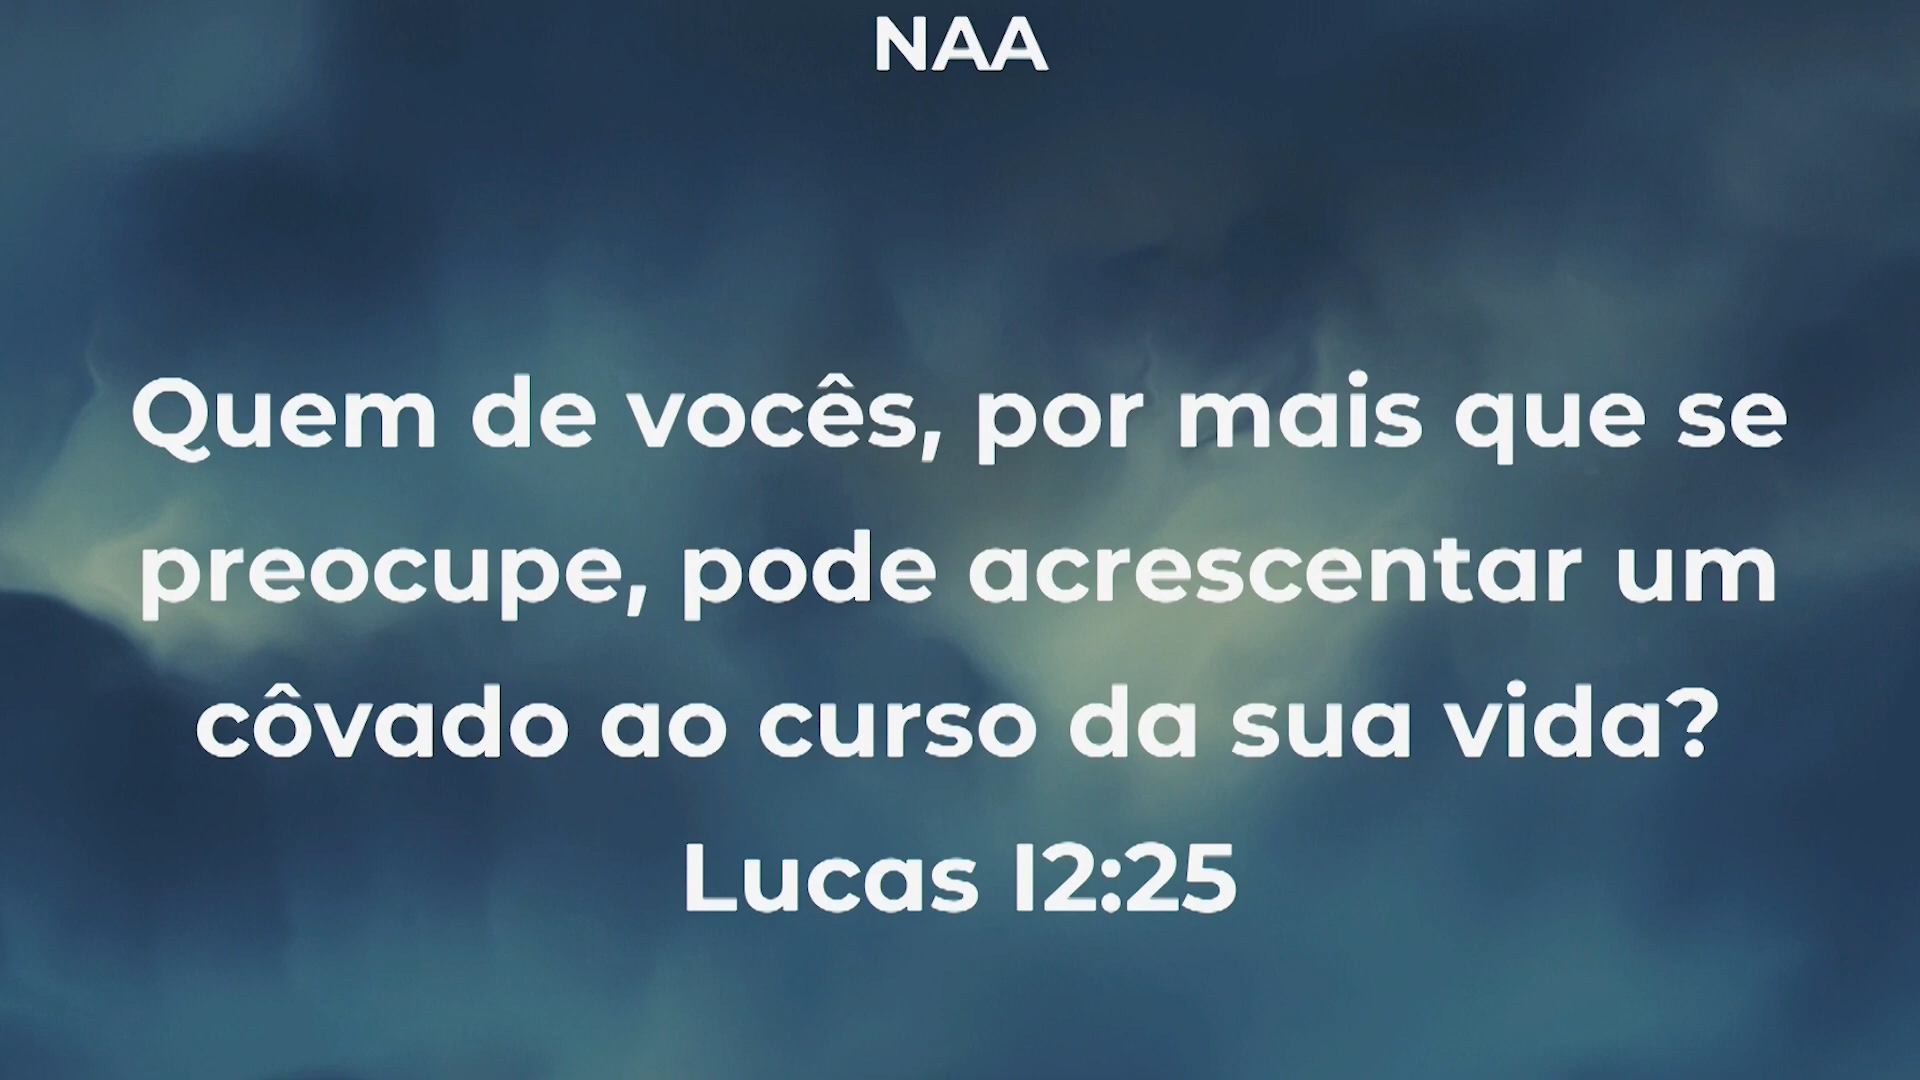 NAA
Quem de vocês, por mais que se
preocupe, pode acrescentar um
côvado ao curso da sua vida?
Lucas 12:25